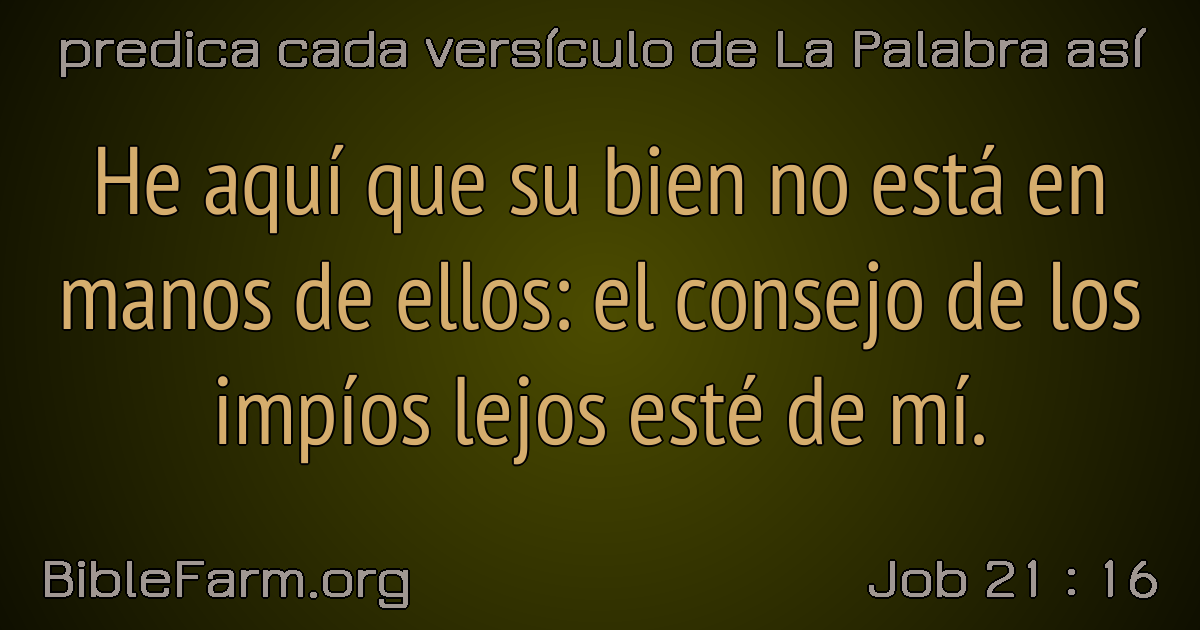 predica cada versículo de La Palabra así
He aquí que su bien no está en
manos de ellos: el consejo de los
impíos lejos esté de mí.
BibleFarm.org
Job 21 : 16